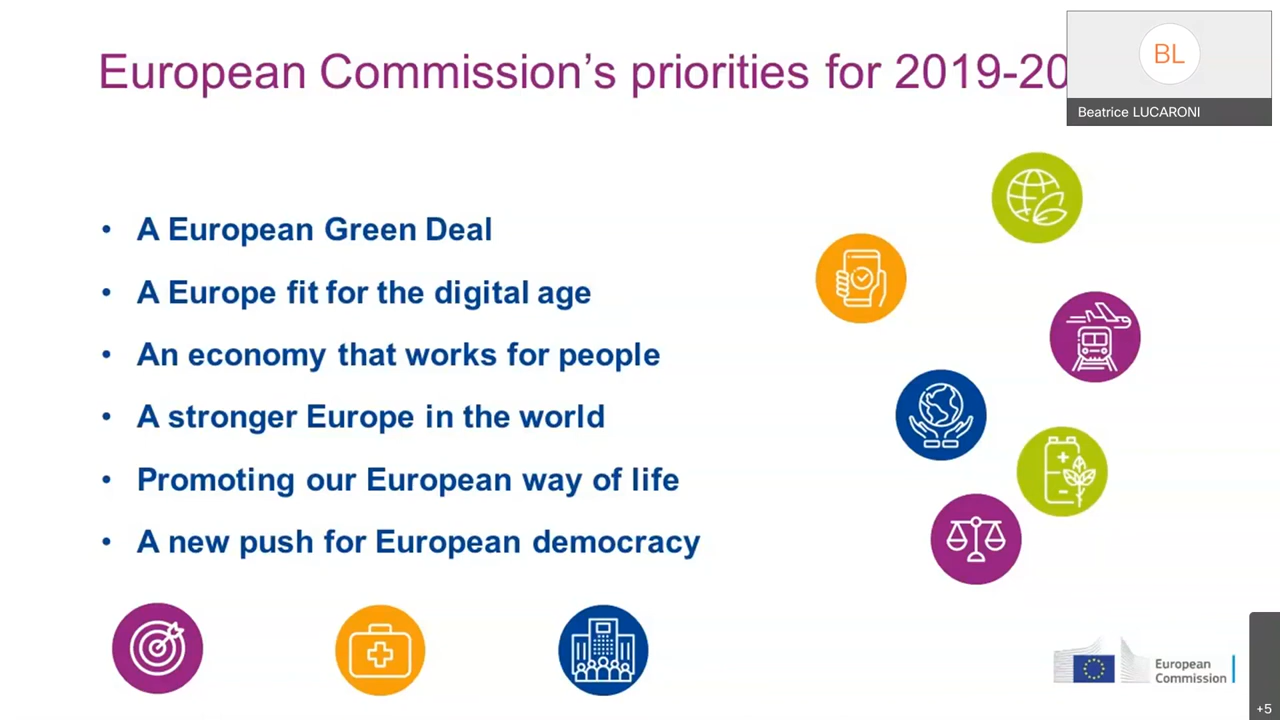 European Commission’s priorities for 2019-20
BL
Beatrice LUCARONI
• A European Green Deal
• A Europe fit for the digital age
• An economy that works for people
• A stronger Europe in the world
• Promoting our European way of life
• A new push for European democracy
European
Commission
+5